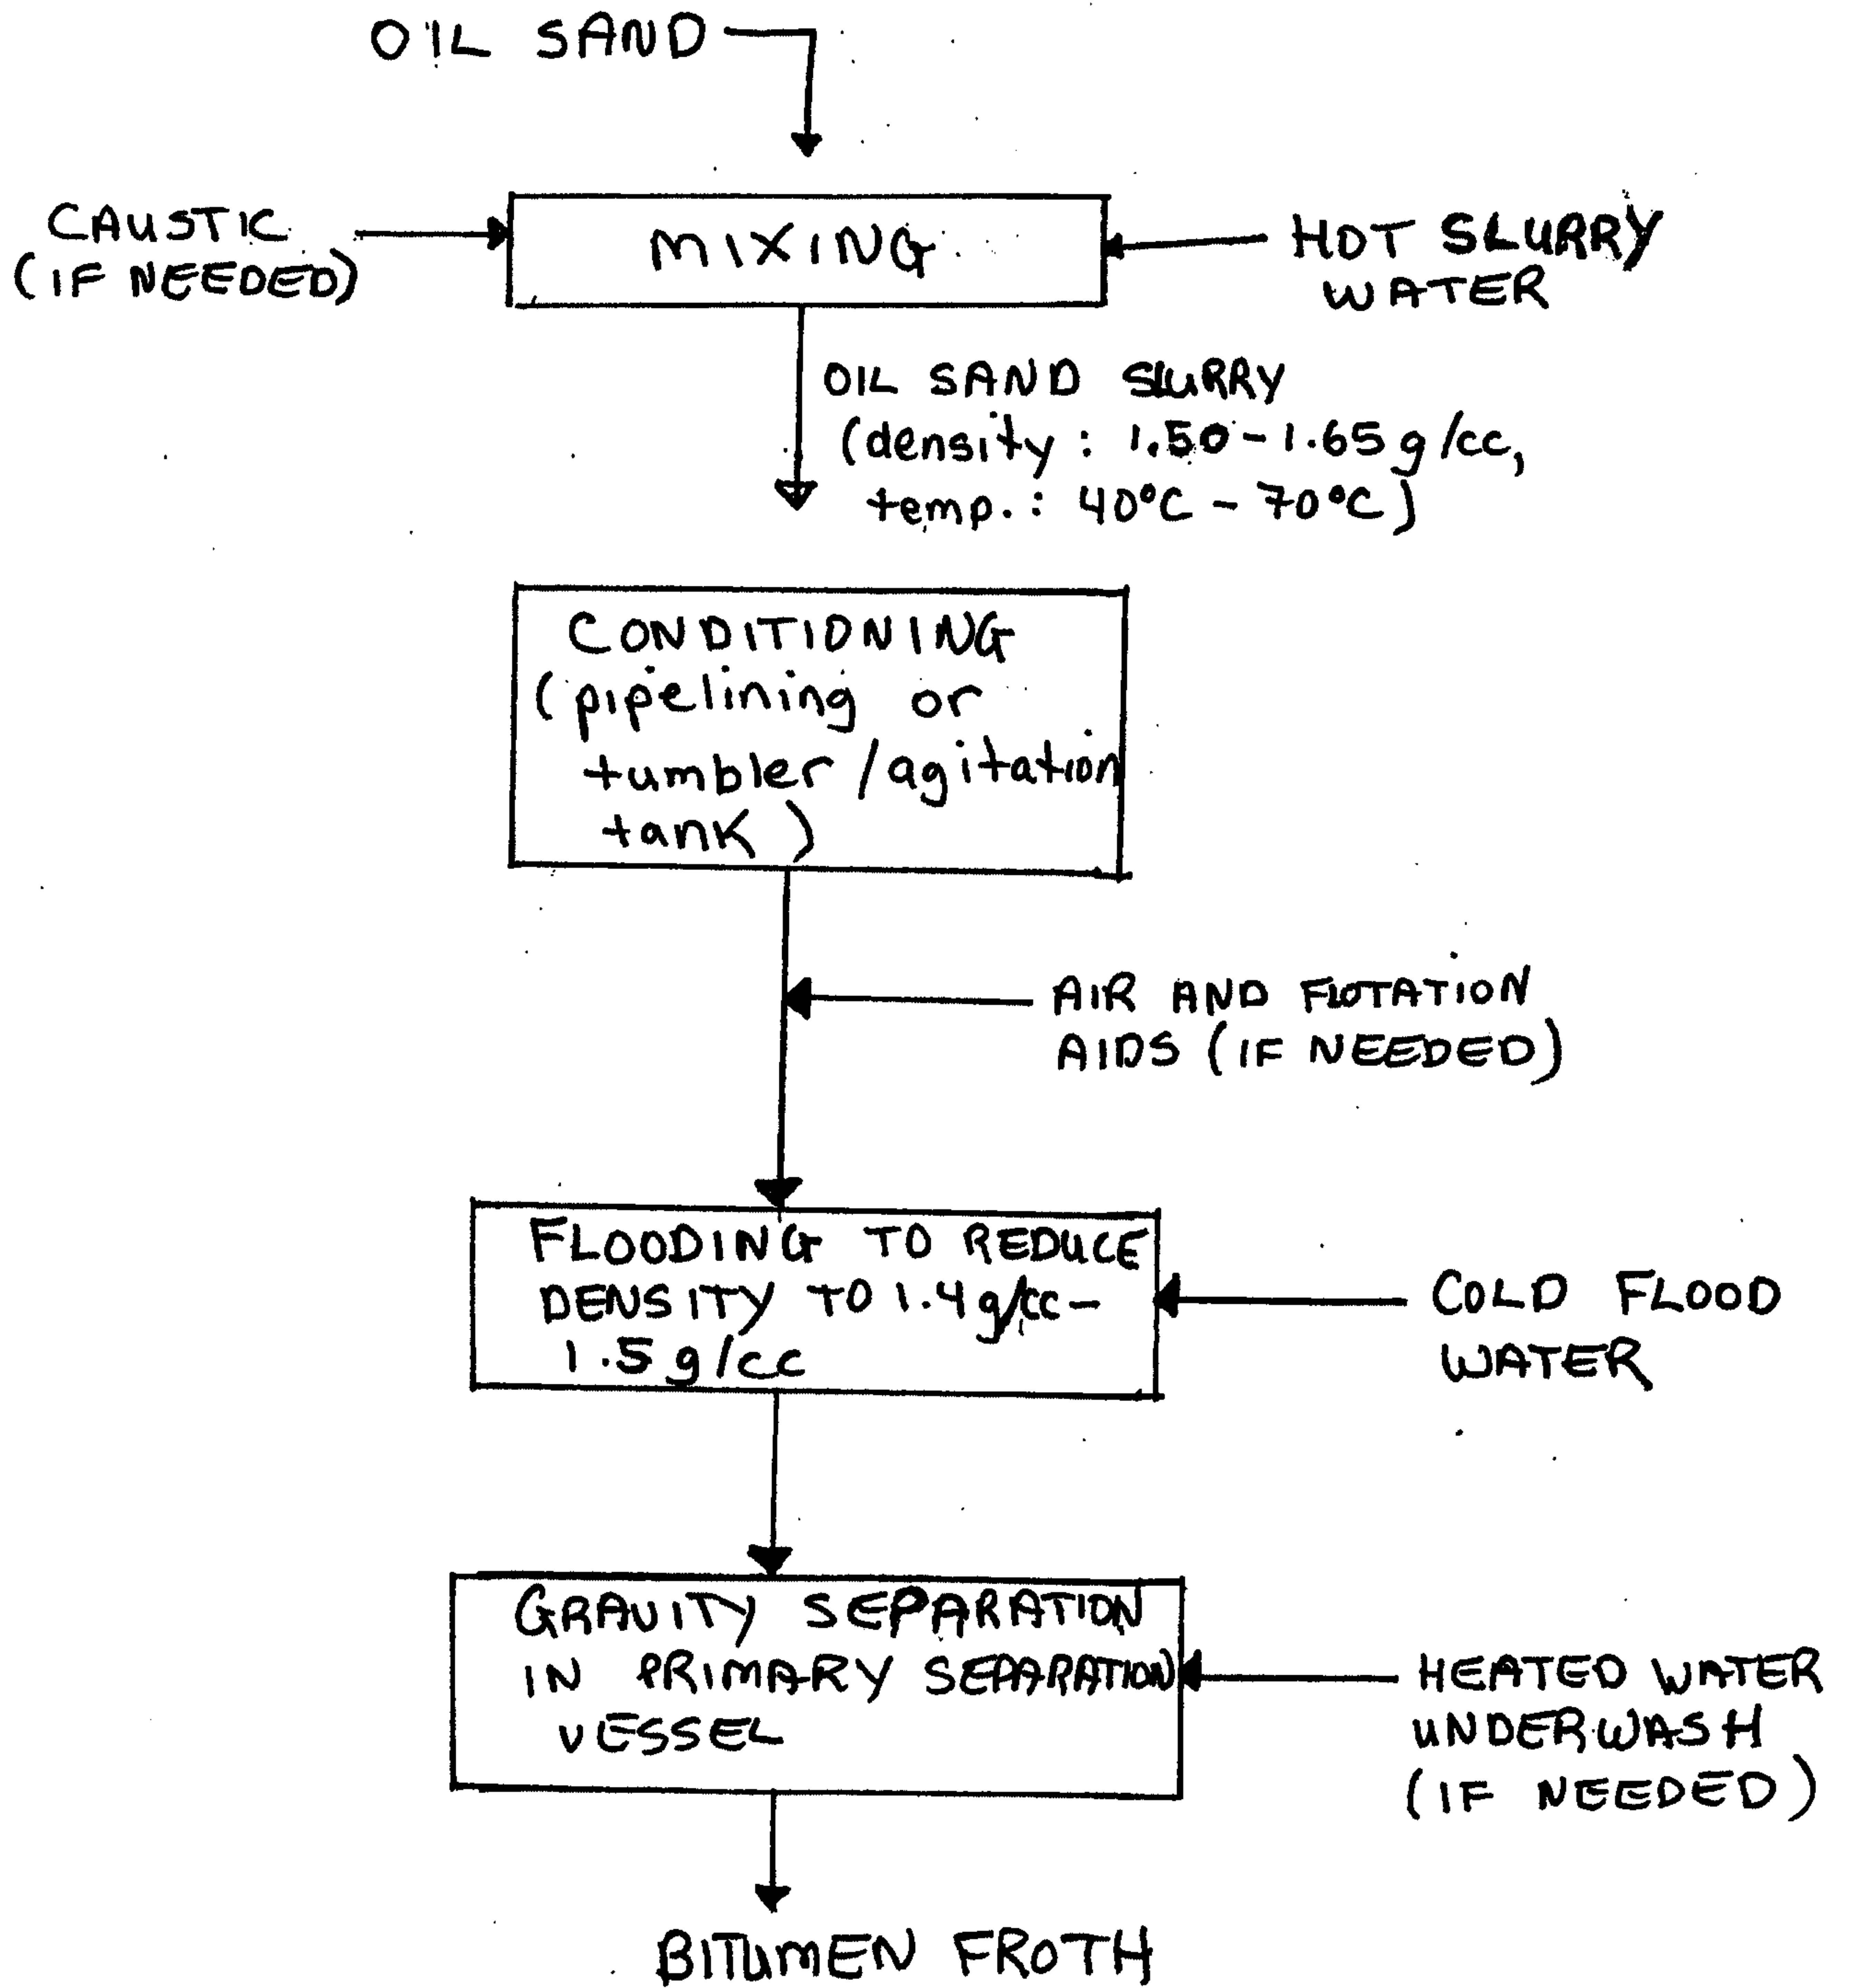 OIL SAND
CAUSTIC
(IF NEEDED)
MIXING
HOT SLURRY
WATER
OIL SAND SLURRY
(density: 1.50-1.65g/cc,
temp.: 40°C - 70°C)
CONDITIONING
(pipelining or
tumbler/agitation
tank)
AIR AND FLOTATION
AIDS (IF NEEDED)
FLOODING TO REDUCE
DENSITY TO 1.4g/cc-
1.5g/cc
COLD FLOOD
WATER
GRAVITY SEPARATION
IN PRIMARY SEPARATION
VESSEL
HEATED WATER
UNDERWASH
(IF NEEDED)
BITUMEN FROTH